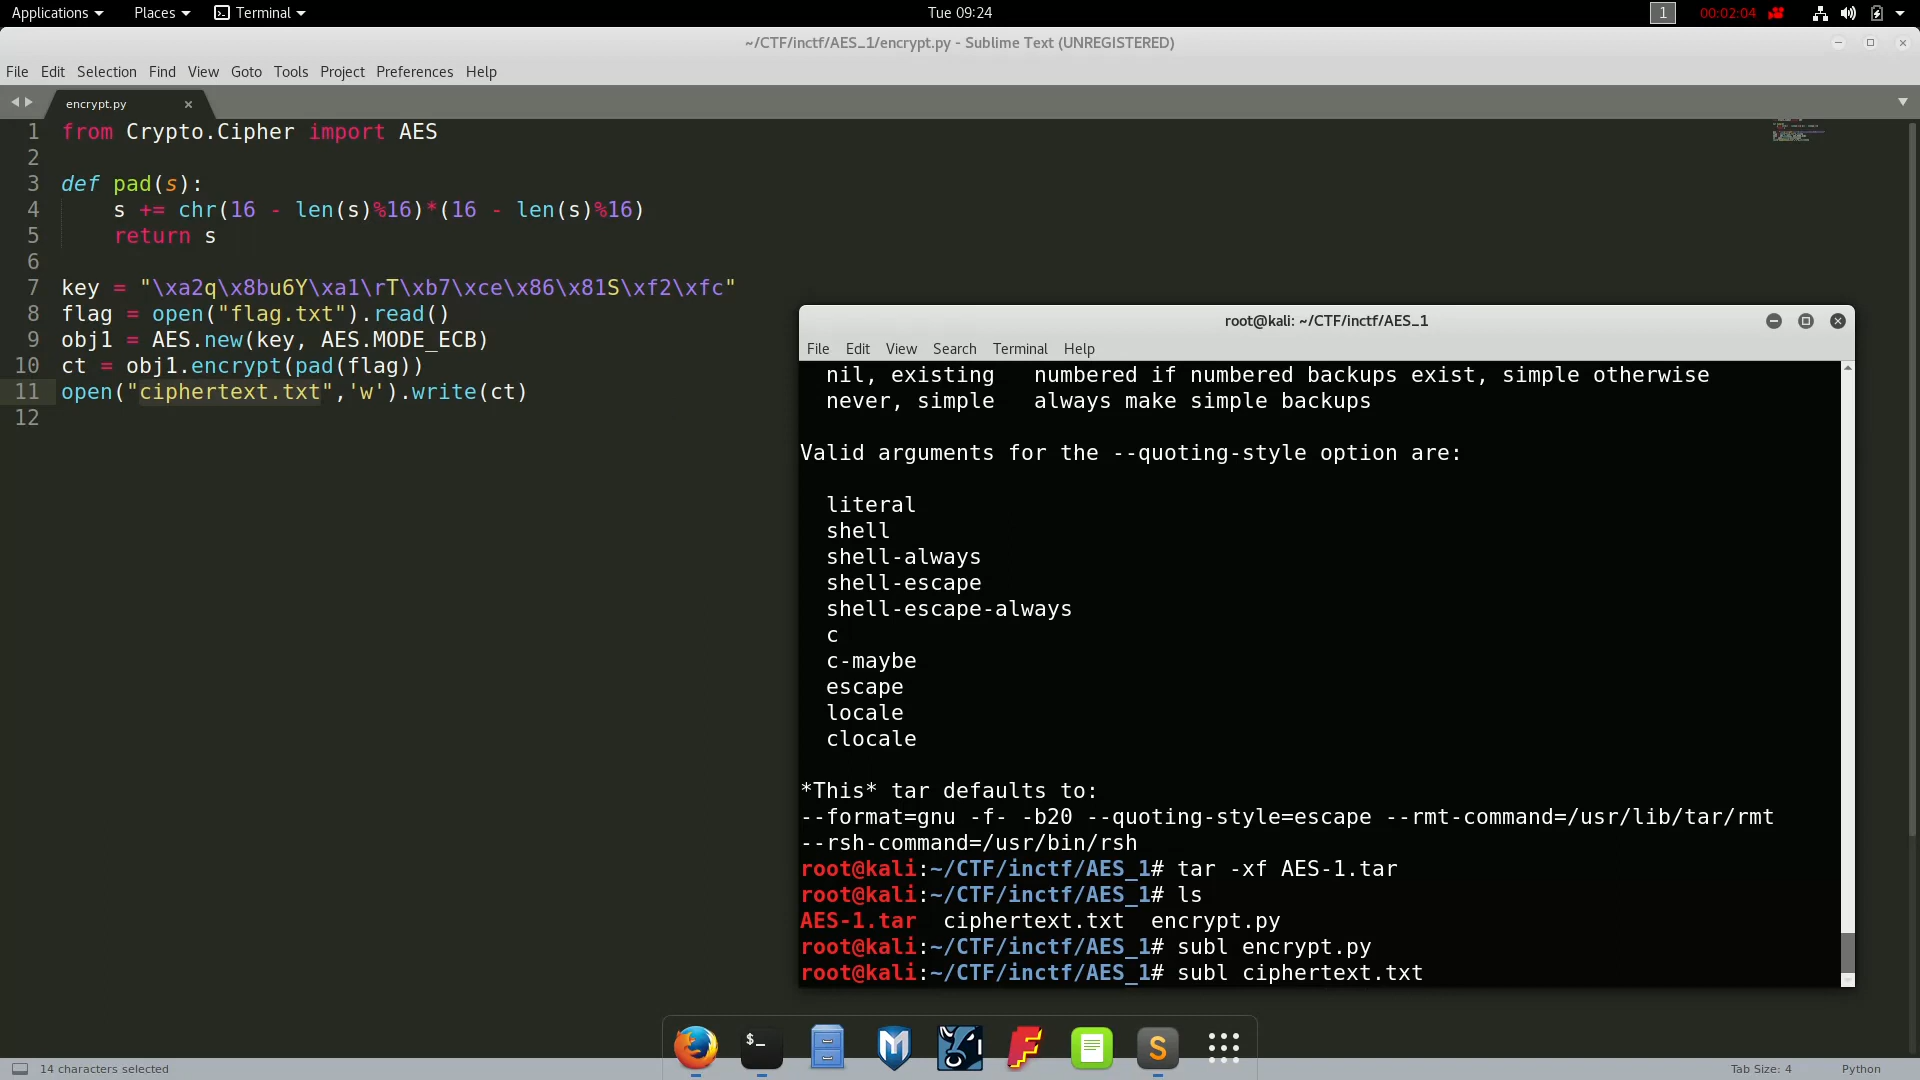 Applications Places Terminal Tue 09:24 1 00:02:04
~/CTF/inctf/AES_1/encrypt.py - Sublime Text (UNREGISTERED)
File Edit Selection Find View Goto Tools Project Preferences Help
encrypt.py
1 from Crypto.Cipher import AES
2
3 def pad(s):
4 s += chr(16 - len(s)%16)*(16 - len(s)%16)
5 return s
6
7 key = "\xa2q\x8bu6Y\xa1\rT\xb7\xce\x86\x81S\xf2\xfc"
8 flag = open("flag.txt").read()
9 obj1 = AES.new(key, AES.MODE_ECB)
10 ct = obj1.encrypt(pad(flag))
11 open("ciphertext.txt",'w').write(ct)
12
root@kali: ~/CTF/inctf/AES_1
File Edit View Search Terminal Help
nil, existing numbered if numbered backups exist, simple otherwise
never, simple always make simple backups
Valid arguments for the --quoting-style option are:
literal
shell
shell-always
shell-escape
shell-escape-always
c
c-maybe
escape
locale
clocale
*This* tar defaults to:
--format=gnu -f- -b20 --quoting-style=escape --rmt-command=/usr/lib/tar/rmt
--rsh-command=/usr/bin/rsh
root@kali:~/CTF/inctf/AES_1# tar -xf AES-1.tar
root@kali:~/CTF/inctf/AES_1# ls
AES-1.tar ciphertext.txt encrypt.py
root@kali:~/CTF/inctf/AES_1# subl encrypt.py
root@kali:~/CTF/inctf/AES_1# subl ciphertext.txt
14 characters selected Tab Size: 4 Python